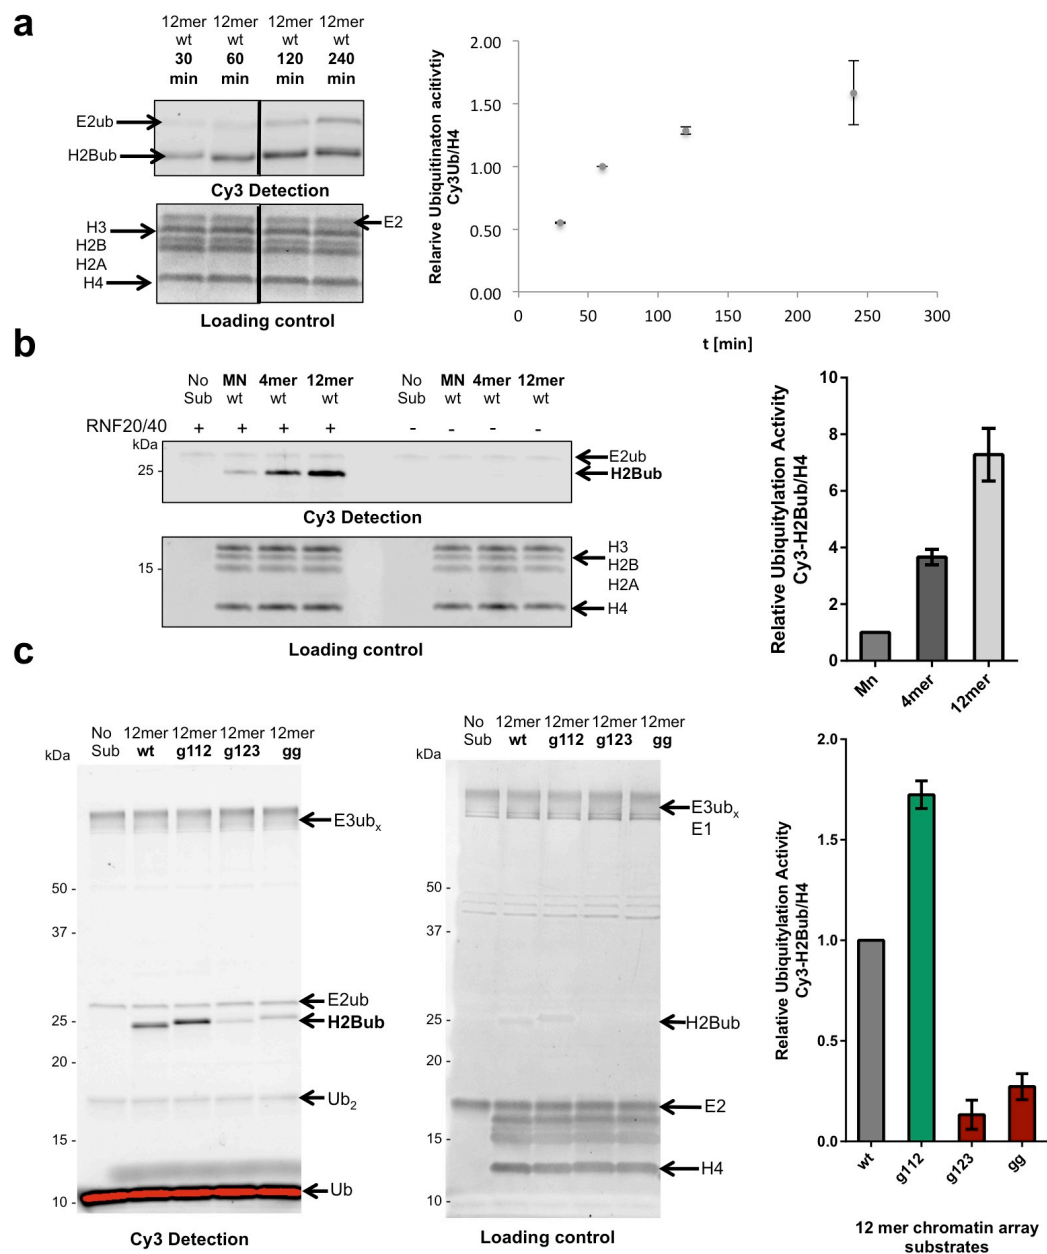 a
12mer 12mer 12mer 12mer
wt wt wt wt
30 60 120 240
min min min min
E2ub
H2Bub
Cy3 Detection
H3
H2B
H2A
H4
E2
Loading control
Relarive Ubiquitinaton acitivtiy
Cy3Ub/H4
2.00
1.50
1.00
0.50
0.00
0 50 100 150 200 250 300
t [min]
b
No MN 4mer 12mer No MN 4mer 12mer
Sub wt wt wt Sub wt wt wt
RNF20/40 + + + + - - - -
kDa
25 -
E2ub
H2Bub
Cy3 Detection
15 -
H3
H2B
H2A
H4
Loading control
Relative Ubiquitylation Activity
Cy3-H2Bub/H4
10
8
6
4
2
0
Mn 4mer 12mer
c
No 12mer 12mer 12mer 12mer
Sub wt g112 g123 gg
kDa
50 -
37 -
25 -
20 -
15 -
10 -
E3ubx
E2ub
H2Bub
Ub2
Ub
Cy3 Detection
No 12mer 12mer 12mer 12mer
Sub wt g112 g123 gg
kDa
50 -
37 -
25 -
20 -
15 -
10 -
E3ubx
E1
H2Bub
E2
H4
Loading control
Relative Ubiquitylation Activity
Cy3-H2Bub/H4
2.0
1.5
1.0
0.5
0.0
wt g112 g123 gg
12 mer chromatin array
substrates